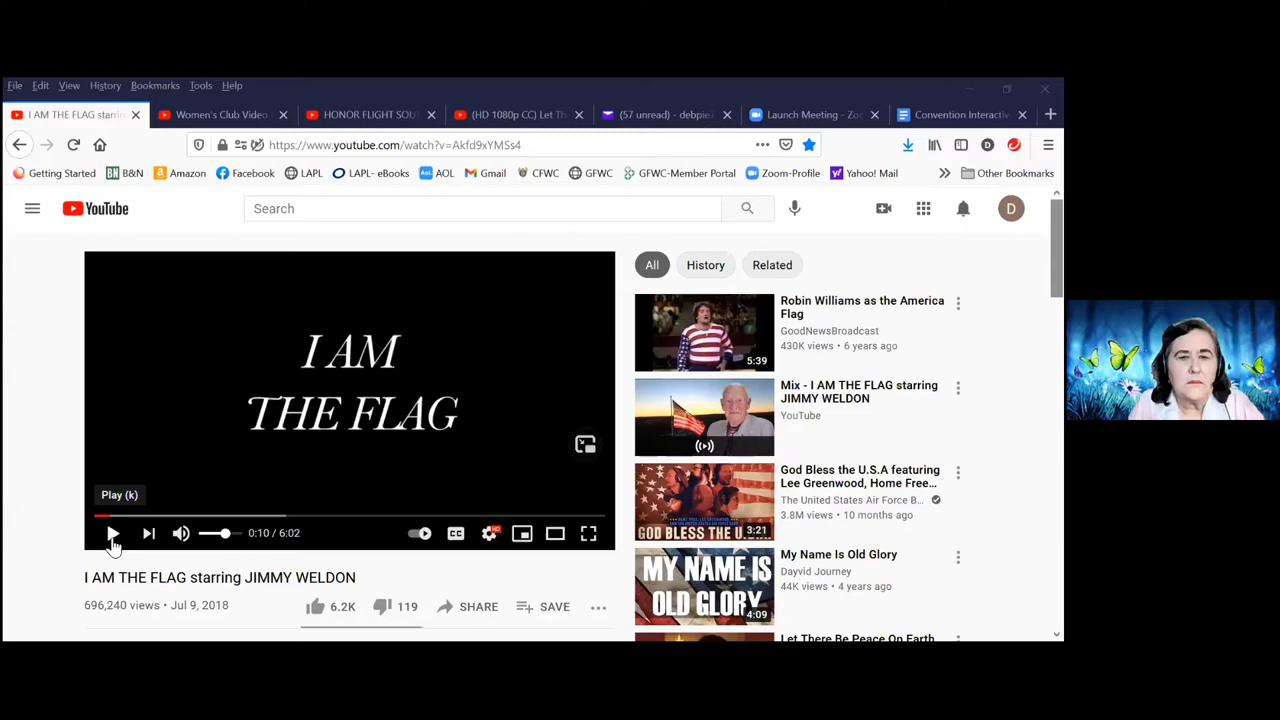 File Edit View History Bookmarks Tools Help
I AM THE FLAG starrin
Women's Club Video
HONOR FLIGHT SOUT
(HD 1080p CC) Let Th
(57 unread) - debpie7
Launch Meeting - Zoo
Convention Interactiv
https://www.youtube.com/watch?v=Akfd9xYMSs4
Getting Started B&N Amazon Facebook LAPL LAPL- eBooks AOL Gmail CFWC GFWC GFWC-Member Portal Zoom-Profile Yahoo! Mail Other Bookmarks
YouTube
Search
D
I AM
THE FLAG
Play (k)
0:10 / 6:02
CC
HD
I AM THE FLAG starring JIMMY WELDON
696,240 views • Jul 9, 2018
6.2K 119 SHARE SAVE
All History Related
5:39
Robin Williams as the America
Flag
GoodNewsBroadcast
430K views • 6 years ago
Mix - I AM THE FLAG starring
JIMMY WELDON
YouTube
GOD BLESS THE U.S.A
3:21
God Bless the U.S.A featuring
Lee Greenwood, Home Free...
The United States Air Force B...
3.8M views • 10 months ago
MY NAME IS
OLD GLORY
4:09
My Name Is Old Glory
Dayvid Journey
44K views • 4 years ago
Let There Be Peace On Earth